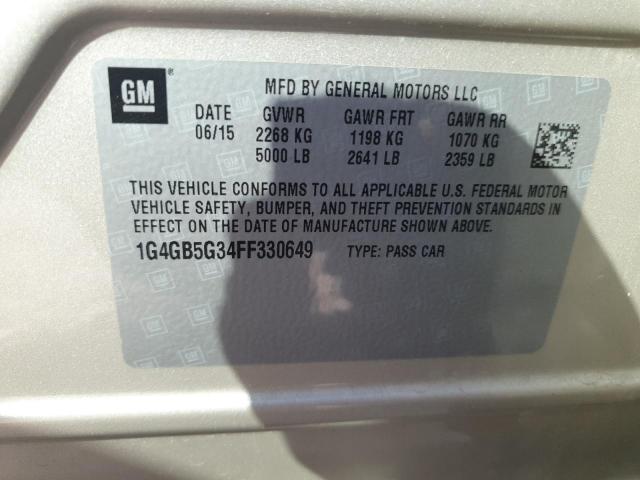 GM ®
MFD BY GENERAL MOTORS LLC
DATE GVWR GAWR FRT GAWR RR
06/15 2268 KG 1198 KG 1070 KG
5000 LB 2641 LB 2359 LB
THIS VEHICLE CONFORMS TO ALL APPLICABLE U.S. FEDERAL MOTOR
VEHICLE SAFETY, BUMPER, AND THEFT PREVENTION STANDARDS IN
EFFECT ON THE DATE OF MANUFACTURE SHOWN ABOVE.
1G4GB5G34FF330649 TYPE: PASS CAR